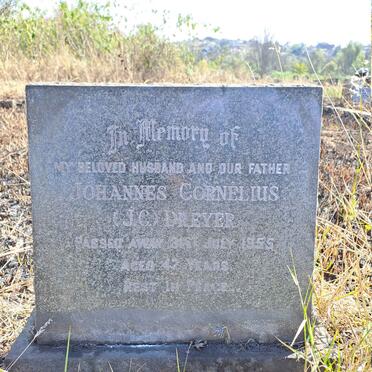 In Memory of
MY BELOVED HUSBAND AND OUR FATHER
JOHANNES CORNELIUS
(J.C.) DREYER
PASSED AWAY 31ST JULY 1955
AGED 47 YEARS
REST IN PEACE